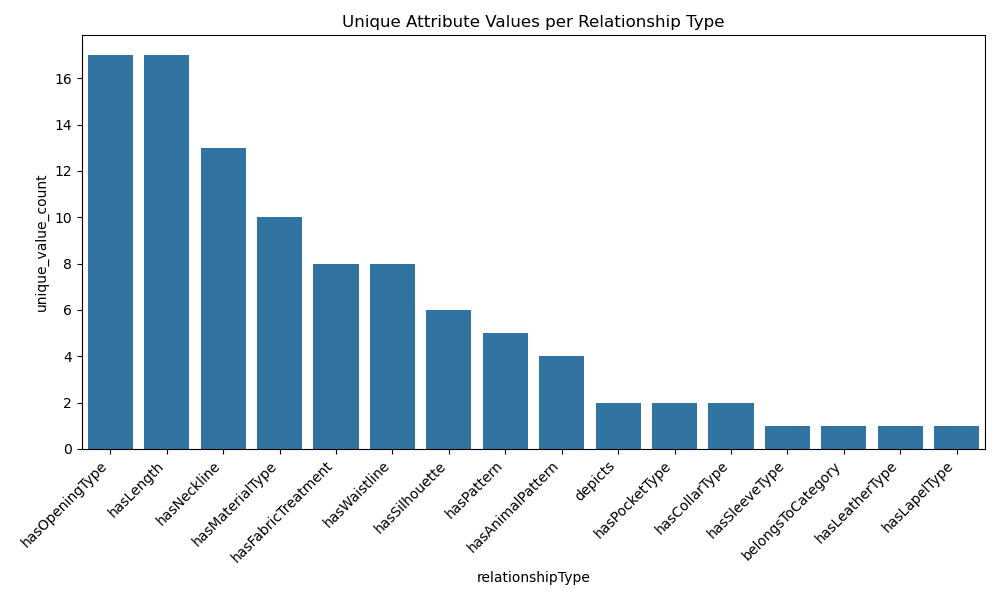 Unique Attribute Values per Relationship Type
unique_value_count
16
14
12
10
8
6
4
2
0
hasOpeningType
hasLength
hasNeckline
hasMaterialType
hasFabricTreatment
hasWaistline
hasSilhouette
hasPattern
hasAnimalPattern
depicts
hasPocketType
hasCollarType
hasSleeveType
belongsToCategory
hasLeatherType
hasLapelType
relationshipType